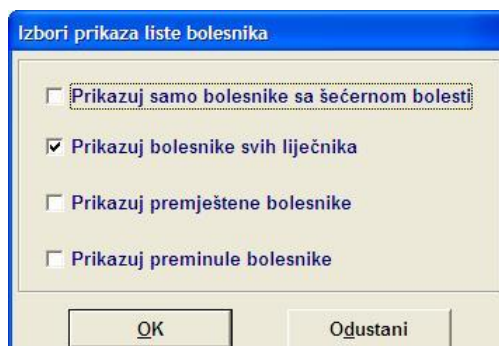 Izbori prikaza liste bolesnika
Prikazuj samo bolesnike sa šećernom bolesti
Prikazuj bolesnike svih liječnika
Prikazuj premještene bolesnike
Prikazuj preminule bolesnike
OK Odustani